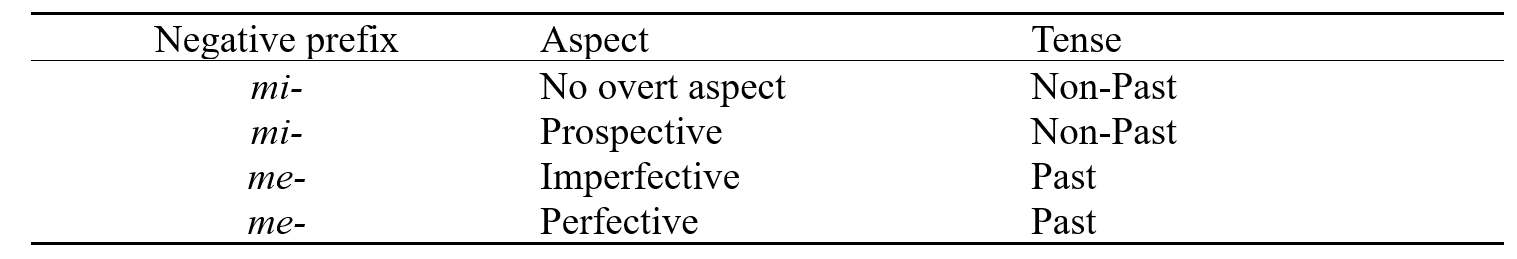 Negative prefix Aspect Tense
mi- No overt aspect Non-Past
mi- Prospective Non-Past
me- Imperfective Past
me- Perfective Past